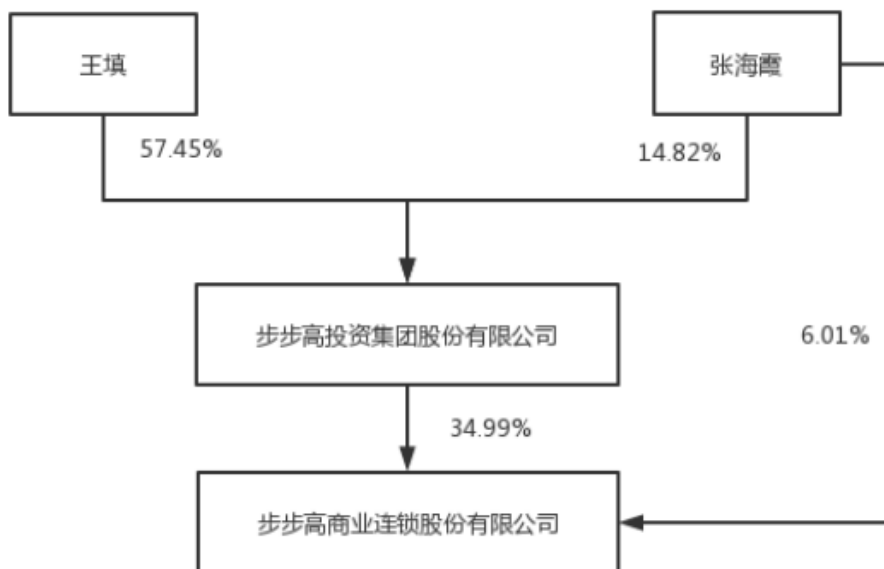 王填
张海霞
57.45%
14.82%
步步高投资集团股份有限公司
6.01%
34.99%
步步高商业连锁股份有限公司